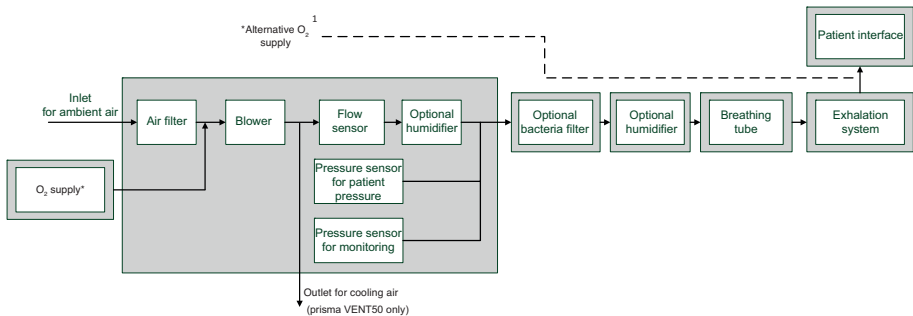 *Alternative O2 1
supply
Patient interface
Inlet
for ambient air
Air filter
Blower
Flow
sensor
Optional
humidifier
Optional
bacteria filter
Optional
humidifier
Breathing
tube
Exhalation
system
O2 supply*
Pressure sensor
for patient
pressure
Pressure sensor
for monitoring
Outlet for cooling air
(prisma VENT50 only)